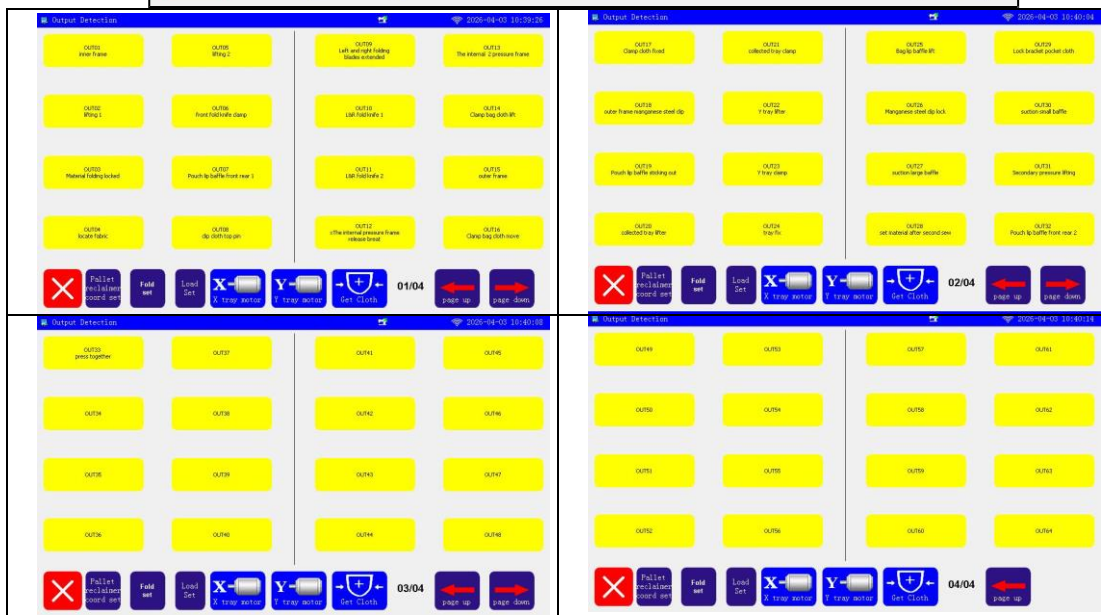 Output Detection
2026-04-03 10:39:26
OUT01
inner frame
OUT05
lifting 2
OUT09
Left and right folding
blades extended
OUT13
The internal 2 pressure frame
OUT02
lifting 1
OUT06
Front fold knife clamp
OUT10
L&R fold knife 1
OUT14
Clamp bag cloth lift
OUT03
Material folding locked
OUT07
Pouch lip baffle front rear 1
OUT11
L&R fold knife 2
OUT15
outer frame
OUT04
locate fabric
OUT08
clip cloth top pin
OUT12
The internal pressure frame
release
OUT16
Clamp bag cloth move
Pallet
reclaimer
coord set
Fold
set
Load
Set
X
X tray motor
Y
Y tray motor
Get Cloth
01/04
page up
page down
Output Detection
2026-04-03 10:40:04
OUT17
Clamp cloth fixed
OUT21
collected tray clamp
OUT25
Bag lip baffle lift
OUT29
Lock bracket pocket cloth
OUT18
outer frame manganese steel clip
OUT22
Y tray lifter
OUT26
Manganese steel clip lock
OUT30
suction small baffle
OUT19
Pouch lip baffle sticking out
OUT23
Y tray clamp
OUT27
suction large baffle
OUT31
Secondary pressure lifting
OUT20
collected tray lifter
OUT24
tray fix
OUT28
set material after second sew
OUT32
Pouch lip baffle front rear 2
Pallet
reclaimer
coord set
Fold
set
Load
Set
X
X tray motor
Y
Y tray motor
Get Cloth
02/04
page up
page down
Output Detection
2026-04-03 10:40:08
OUT33
press together
OUT37
OUT41
OUT45
OUT34
OUT38
OUT42
OUT46
OUT35
OUT39
OUT43
OUT47
OUT36
OUT40
OUT44
OUT48
Pallet
reclaimer
coord set
Fold
set
Load
Set
X
X tray motor
Y
Y tray motor
Get Cloth
03/04
page up
page down
Output Detection
2026-04-03 10:40:14
OUT49
OUT53
OUT57
OUT61
OUT50
OUT54
OUT58
OUT62
OUT51
OUT55
OUT59
OUT63
OUT52
OUT56
OUT60
OUT64
Pallet
reclaimer
coord set
Fold
set
Load
Set
X
X tray motor
Y
Y tray motor
Get Cloth
04/04
page up